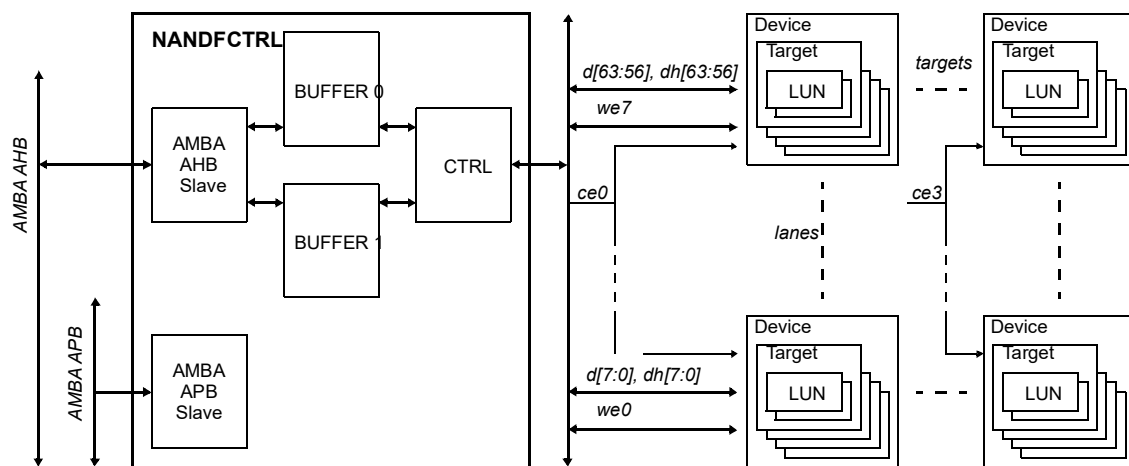 NANDFCTRL
AMBA AHB
AMBA
AHB
Slave
BUFFER 0
BUFFER 1
CTRL
AMBA APB
AMBA
APB
Slave
d[63:56], dh[63:56]
we7
ce0
Device
Target
LUN
targets
Device
Target
LUN
lanes
ce3
d[7:0], dh[7:0]
we0
Device
Target
LUN
Device
Target
LUN